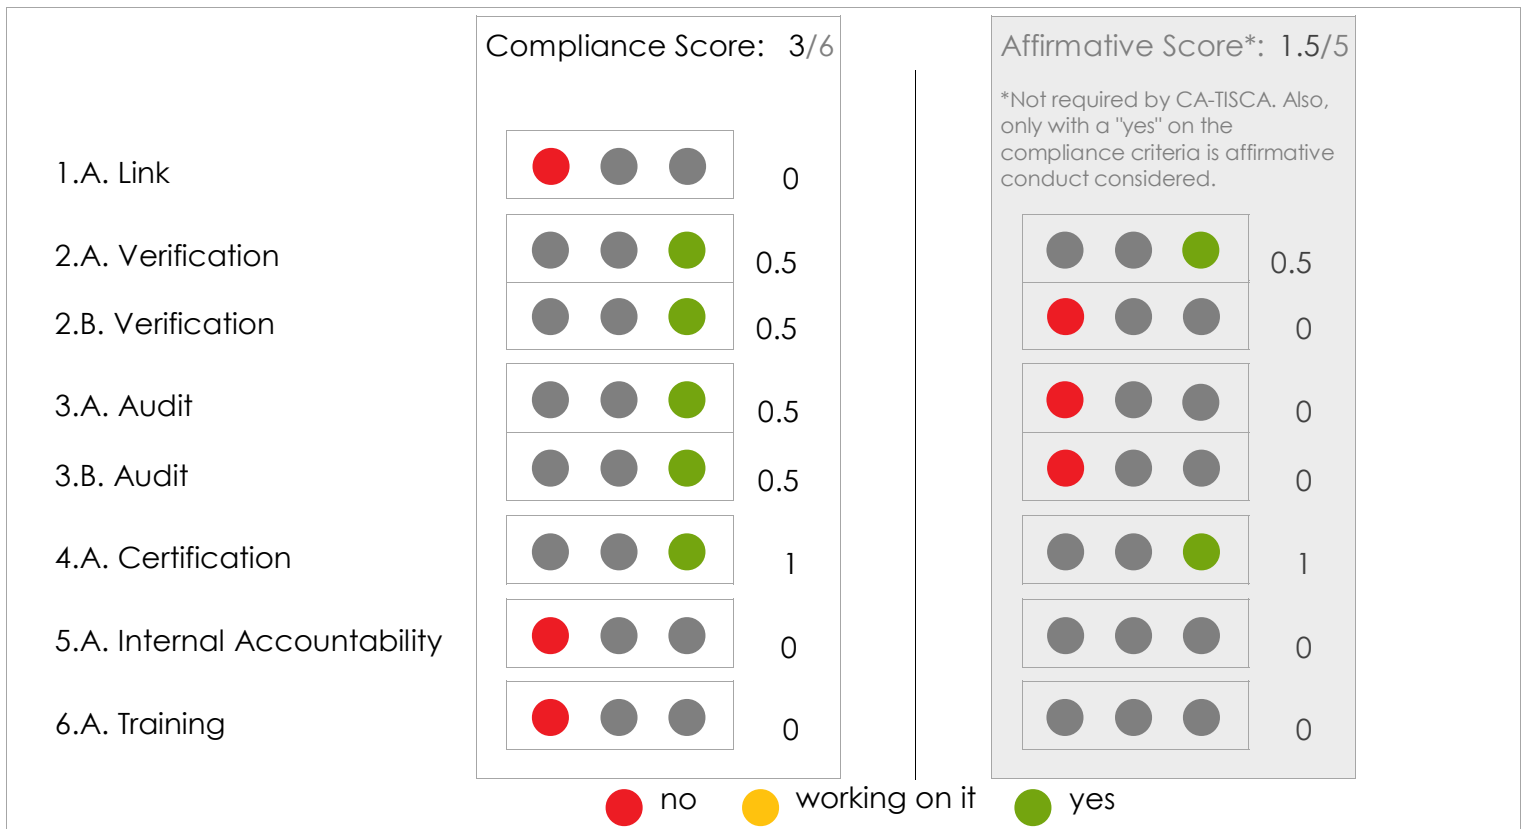 Compliance Score: 3/6
Affirmative Score*: 1.5/5
*Not required by CA-TISCA. Also,
only with a "yes" on the
compliance criteria is affirmative
conduct considered.
1.A. Link 0
2.A. Verification 0.5 0.5
2.B. Verification 0.5 0
3.A. Audit 0.5 0
3.B. Audit 0.5 0
4.A. Certification 1 1
5.A. Internal Accountability 0 0
6.A. Training 0 0
no working on it yes